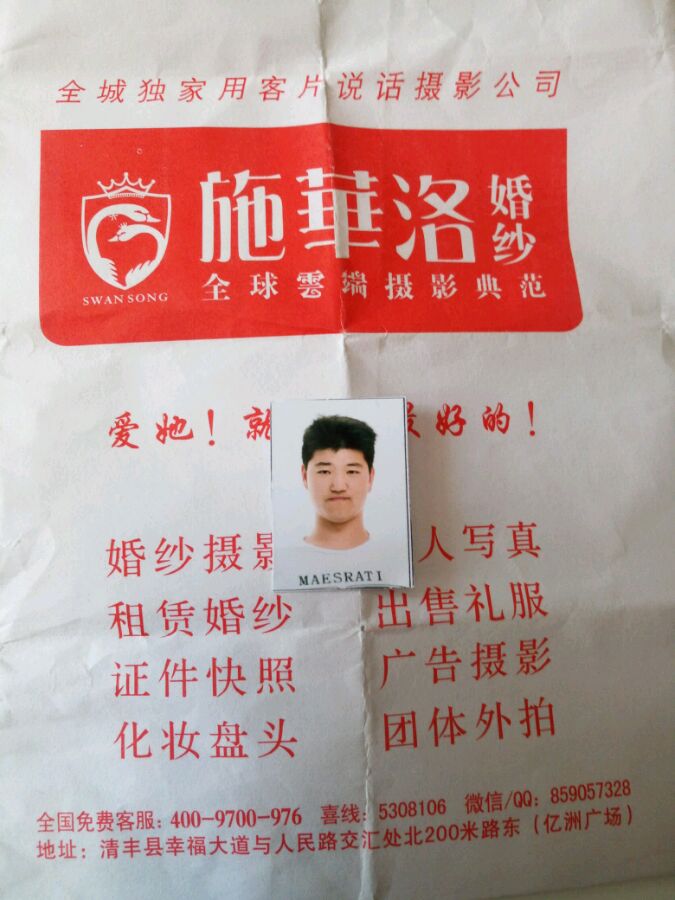 全城独家用客片说话摄影公司
施華洛 婚纱
SWAN SONG
全球雲端摄影典范
爱她！就 最好的！
MAESRATI
婚纱摄影 人写真
租赁婚纱 出售礼服
证件快照 广告摄影
化妆盘头 团体外拍
全国免费客服：400-9700-976 喜线：5308106 微信/QQ：859057328
地址：清丰县幸福大道与人民路交汇处北200米路东（亿洲广场）